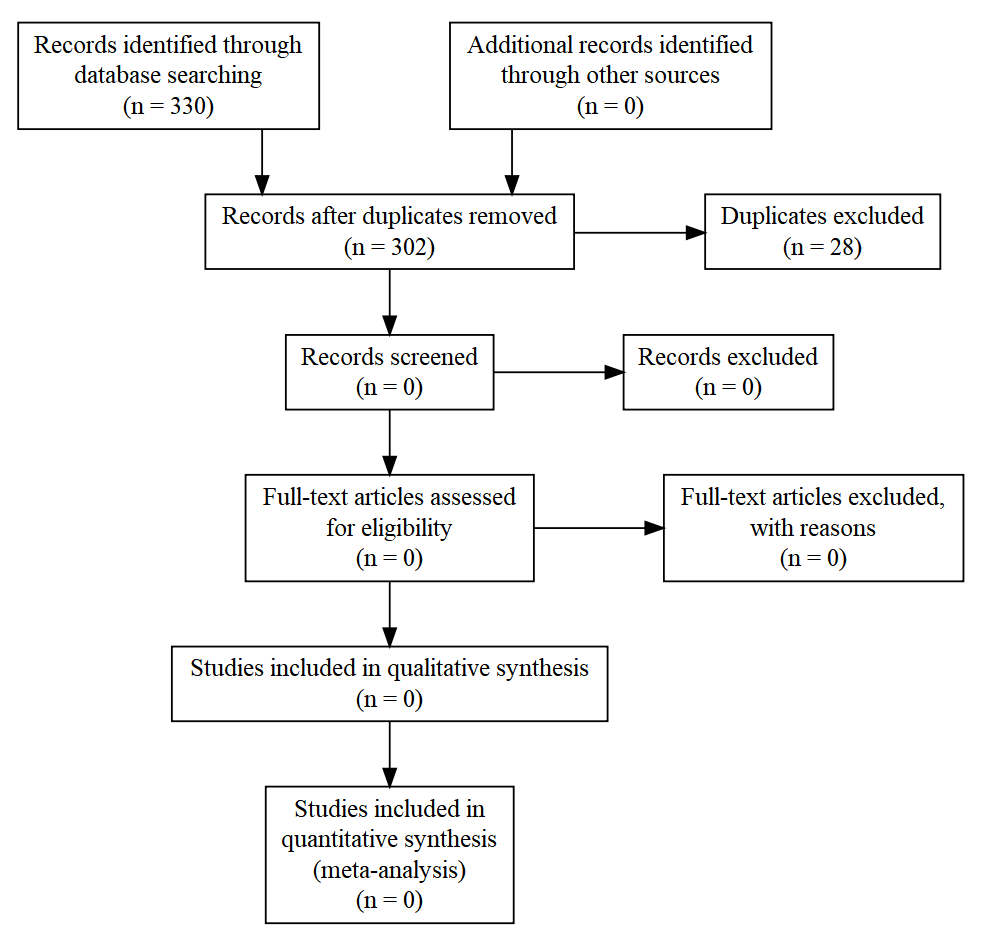 Records identified through
database searching
(n = 330)
Additional records identified
through other sources
(n = 0)
Records after duplicates removed
(n = 302)
Duplicates excluded
(n = 28)
Records screened
(n = 0)
Records excluded
(n = 0)
Full-text articles assessed
for eligibility
(n = 0)
Full-text articles excluded,
with reasons
(n = 0)
Studies included in qualitative synthesis
(n = 0)
Studies included in
quantitative synthesis
(meta-analysis)
(n = 0)